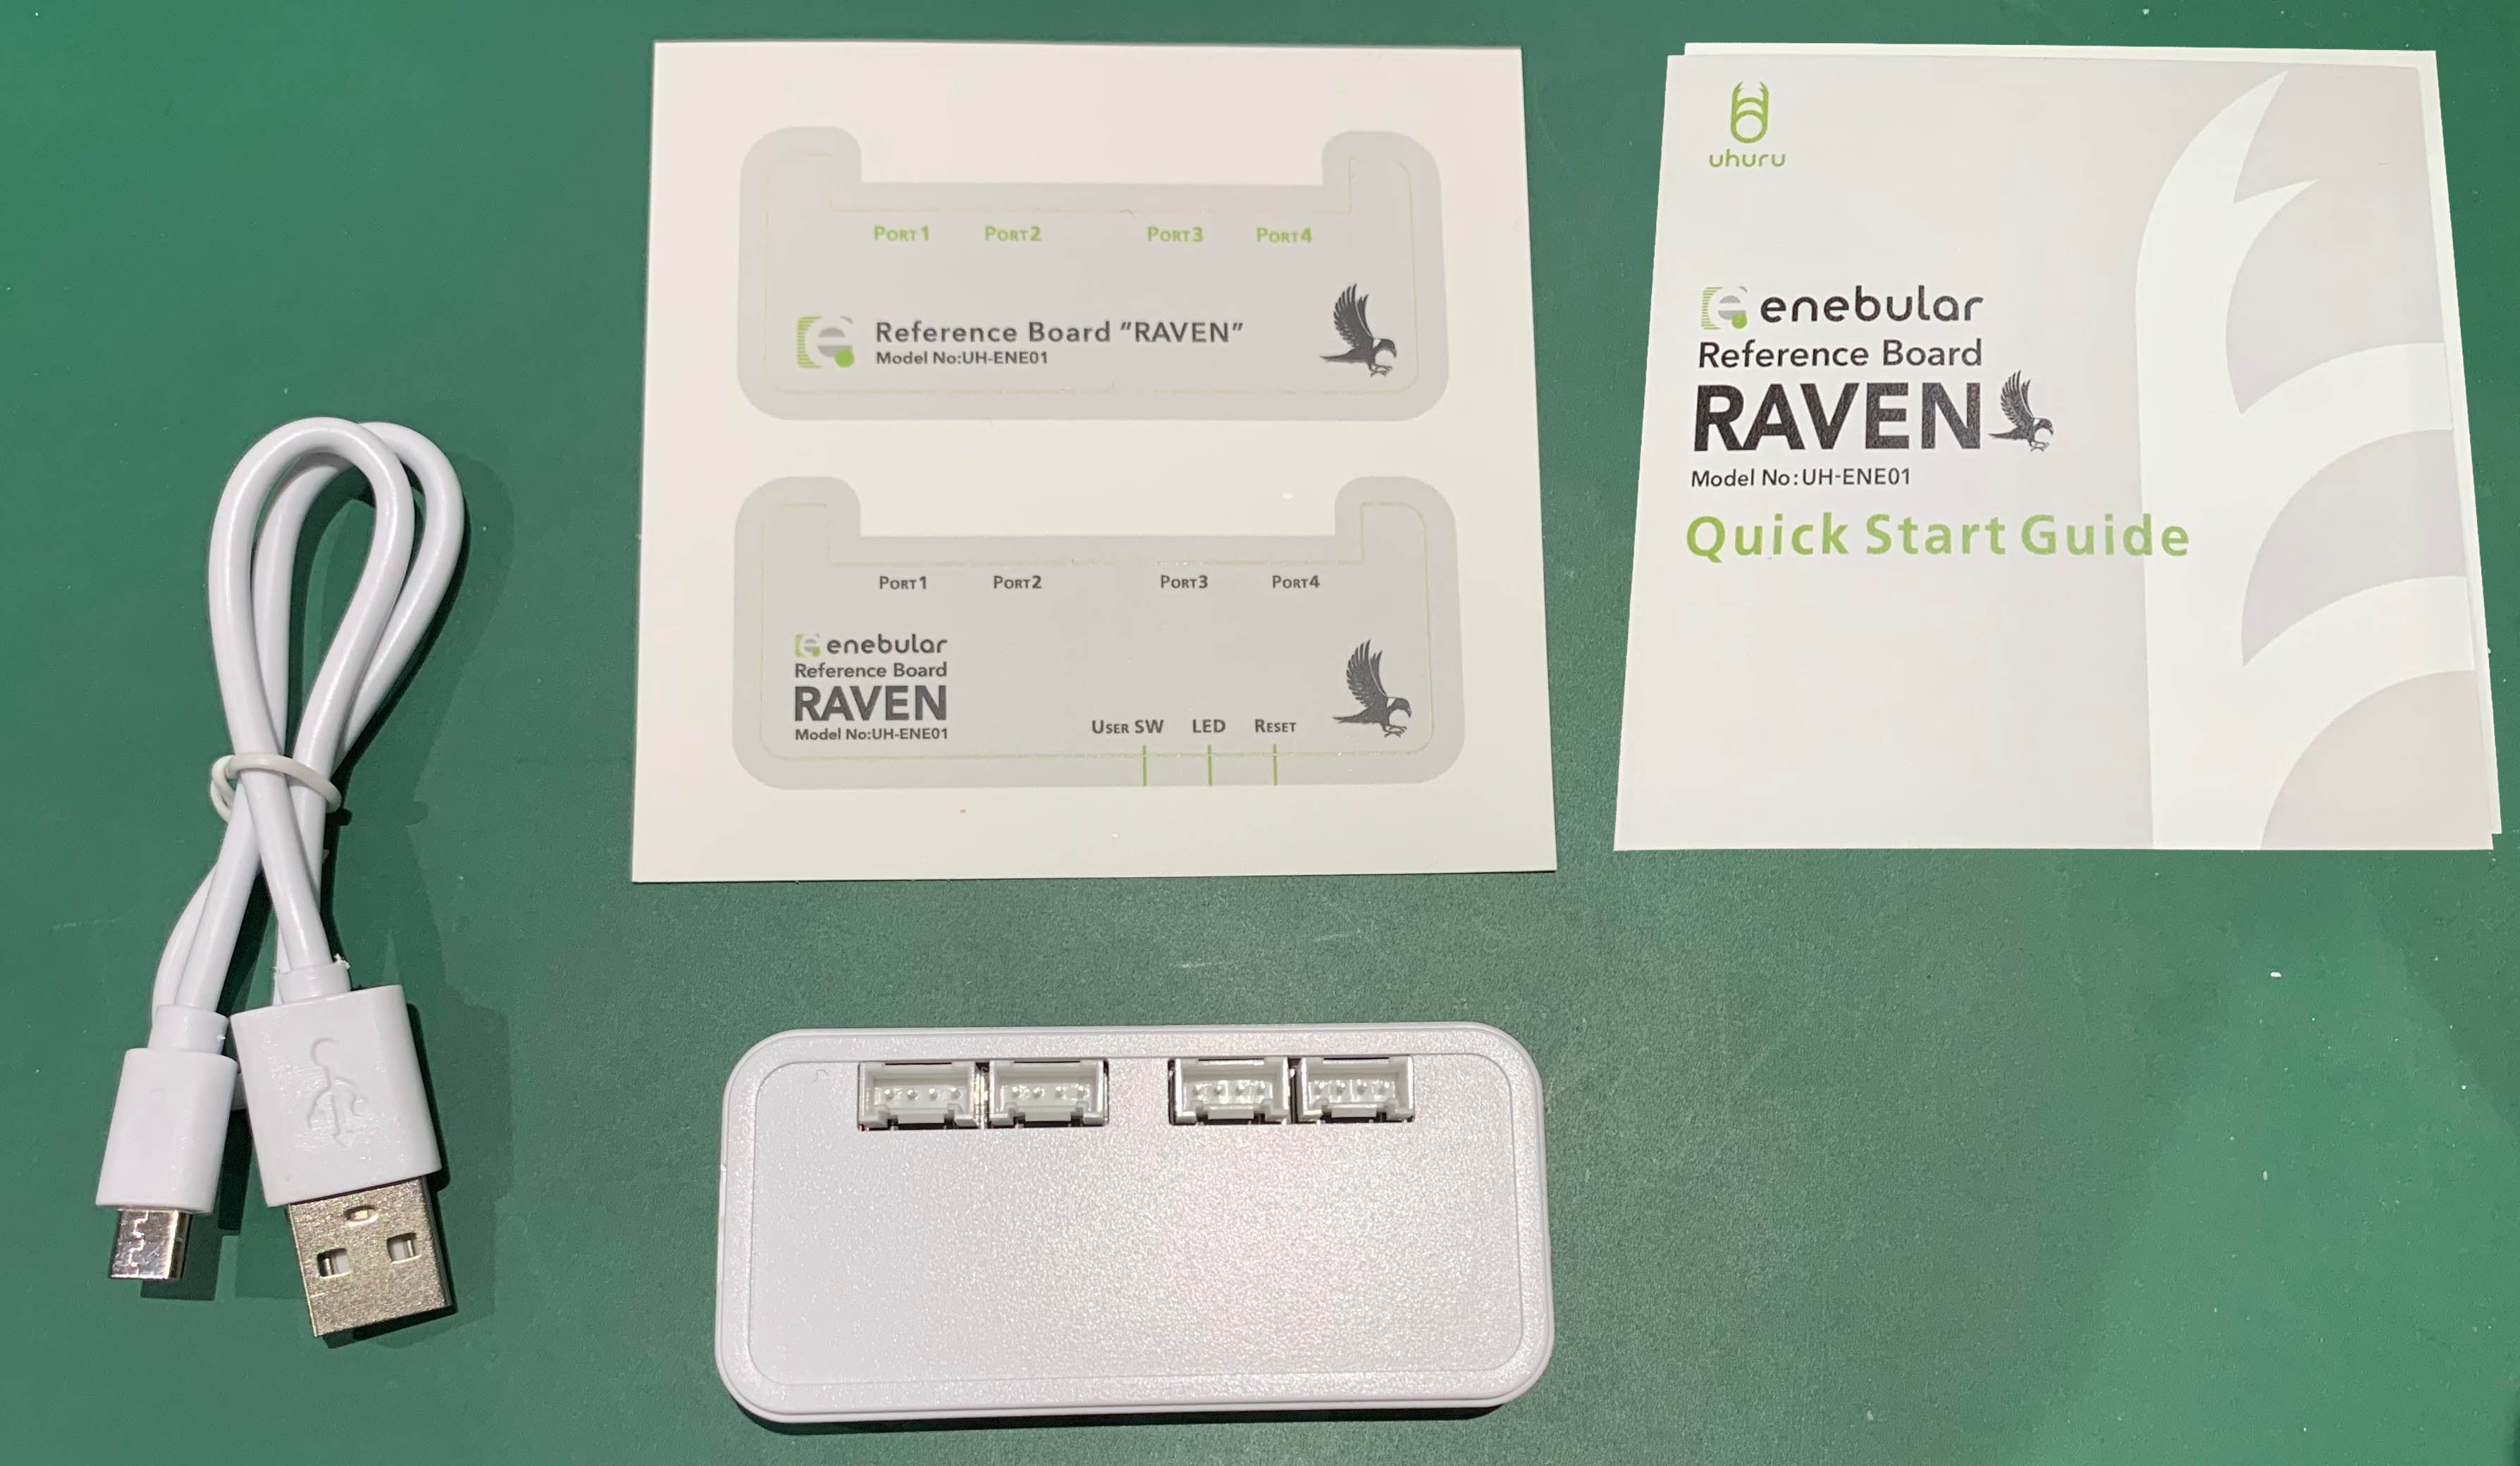 PORT1 PORT2 PORT3 PORT4
Reference Board "RAVEN"
Model No:UH-ENE01
PORT1 PORT2 PORT3 PORT4
enebular
Reference Board
RAVEN
Model No:UH-ENE01
USER SW LED RESET
uhuru
enebular
Reference Board
RAVEN
Model No:UH-ENE01
Quick Start Guide